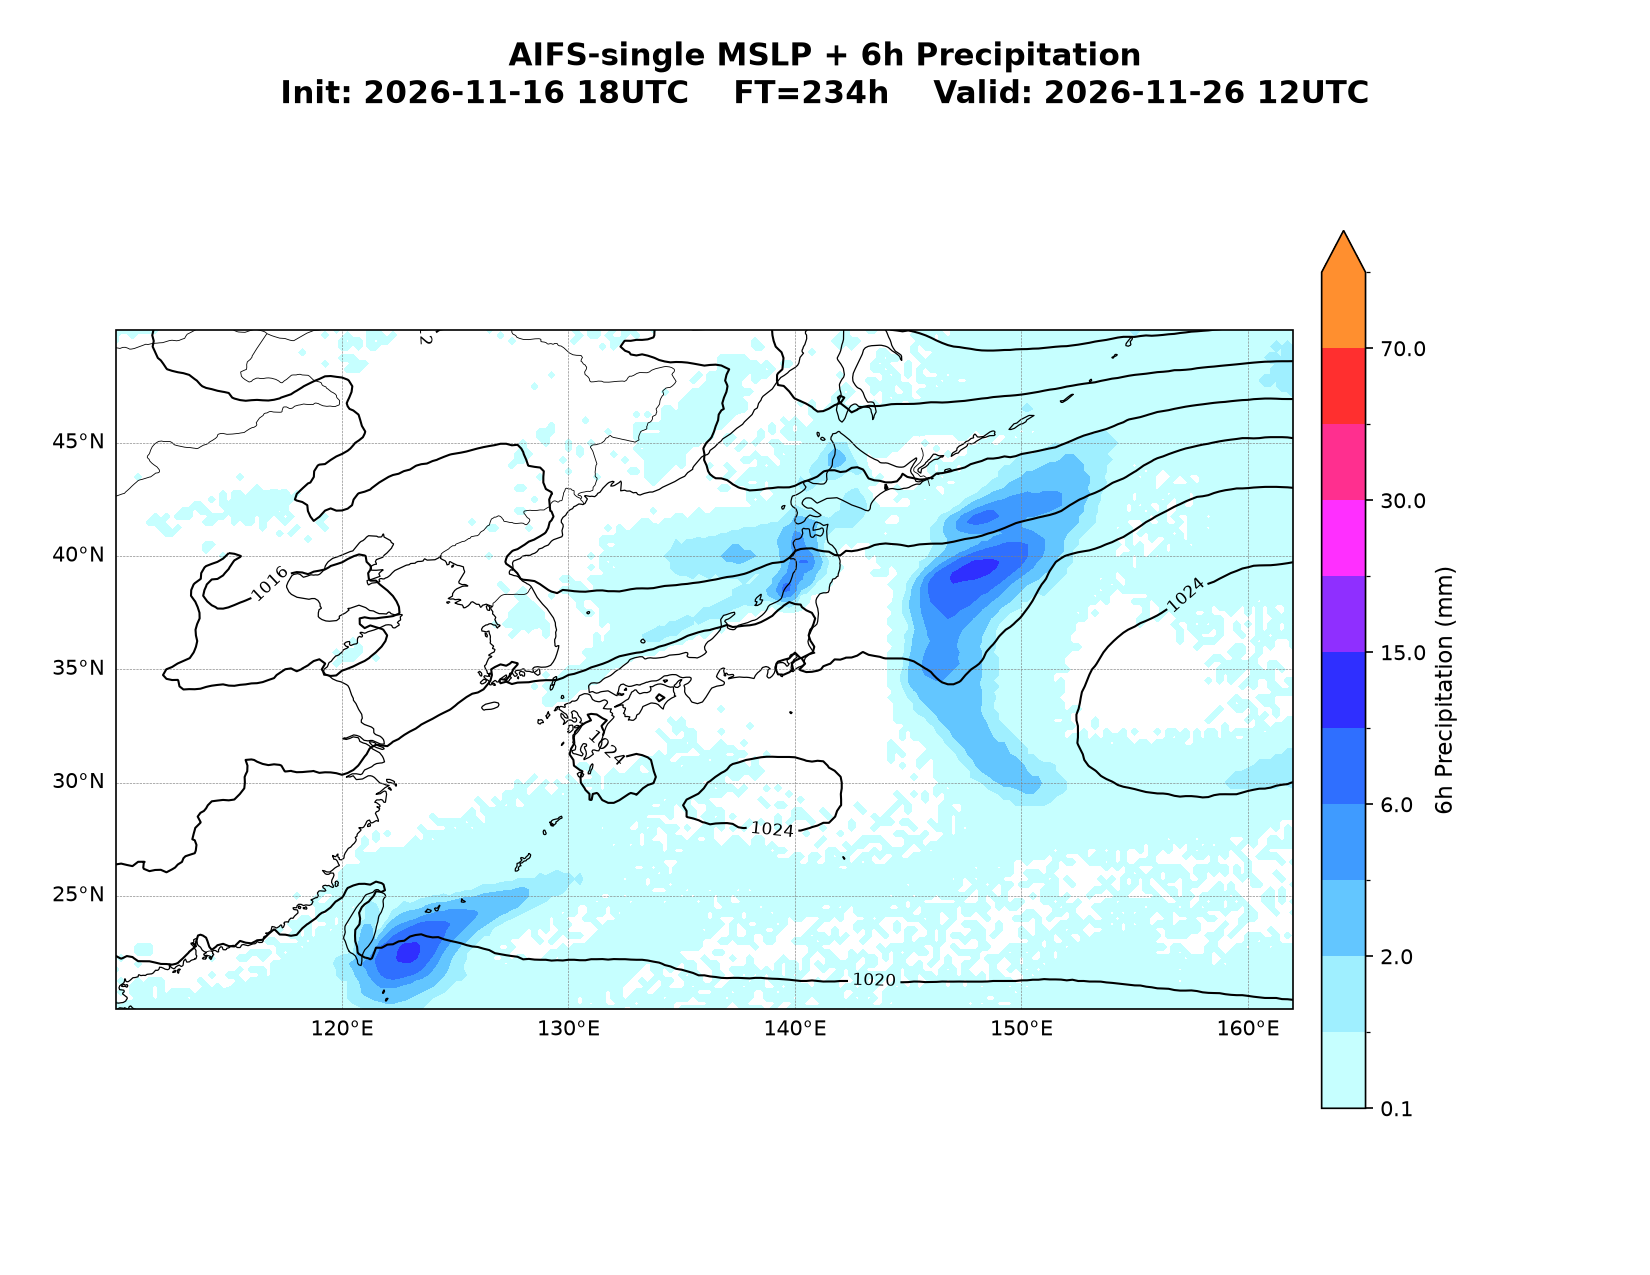 AIFS-single MSLP + 6h Precipitation
Init: 2026-11-16 18UTC    FT=234h    Valid: 2026-11-26 12UTC
45°N
40°N
35°N
30°N
25°N
120°E
130°E
140°E
150°E
160°E
1016
1024
1024
1024
1020
2
70.0
30.0
15.0
6.0
2.0
0.1
6h Precipitation (mm)